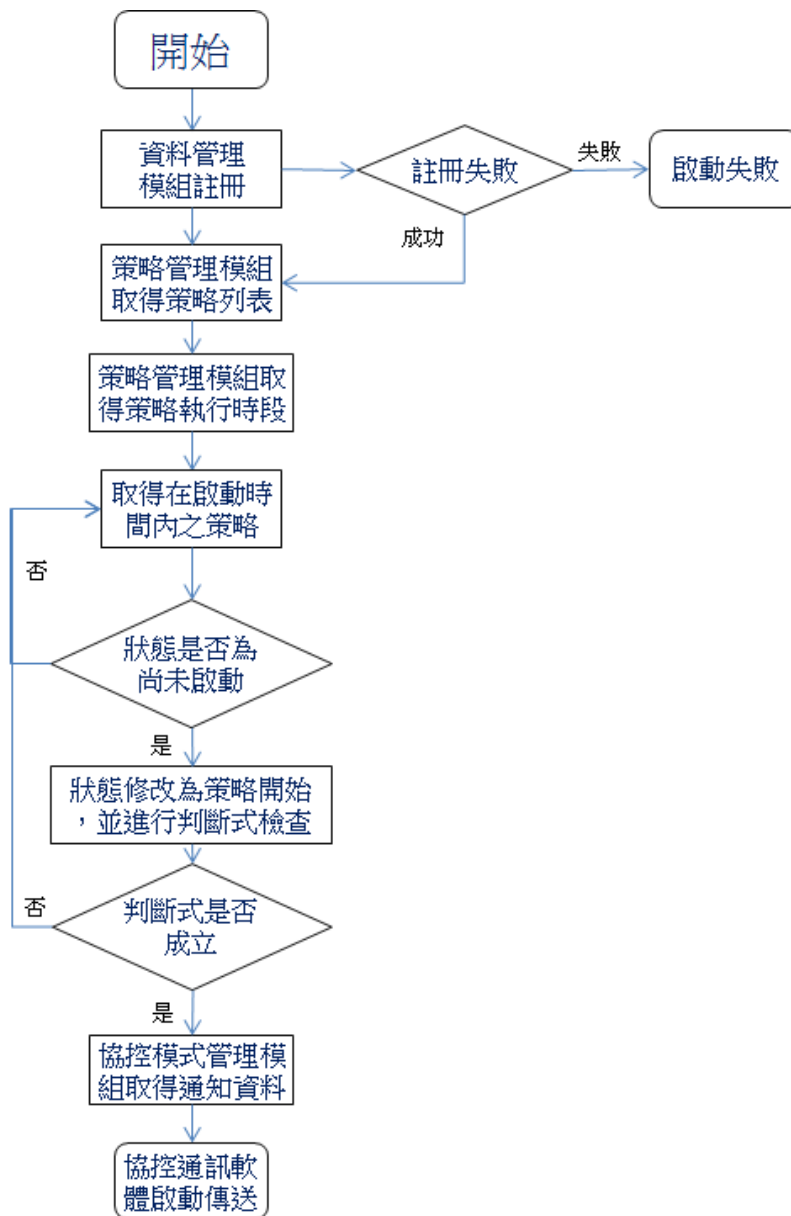 開始
資料管理
模組註冊
註冊失敗
失敗
啟動失敗
成功
策略管理模組
取得策略列表
策略管理模組取
得策略執行時段
取得在啟動時
間內之策略
否
狀態是否為
尚未啟動
是
狀態修改為策略開始
，並進行判斷式檢查
否
判斷式是否
成立
是
協控模式管理模
組取得通知資料
協控通訊軟
體啟動傳送